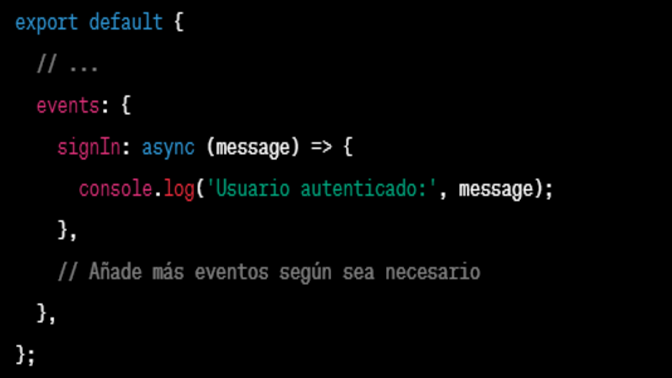 export default {
// ...
events: {
signIn: async (message) => {
console.log('Usuario autenticado:', message);
},
// Añade más eventos según sea necesario
},
};